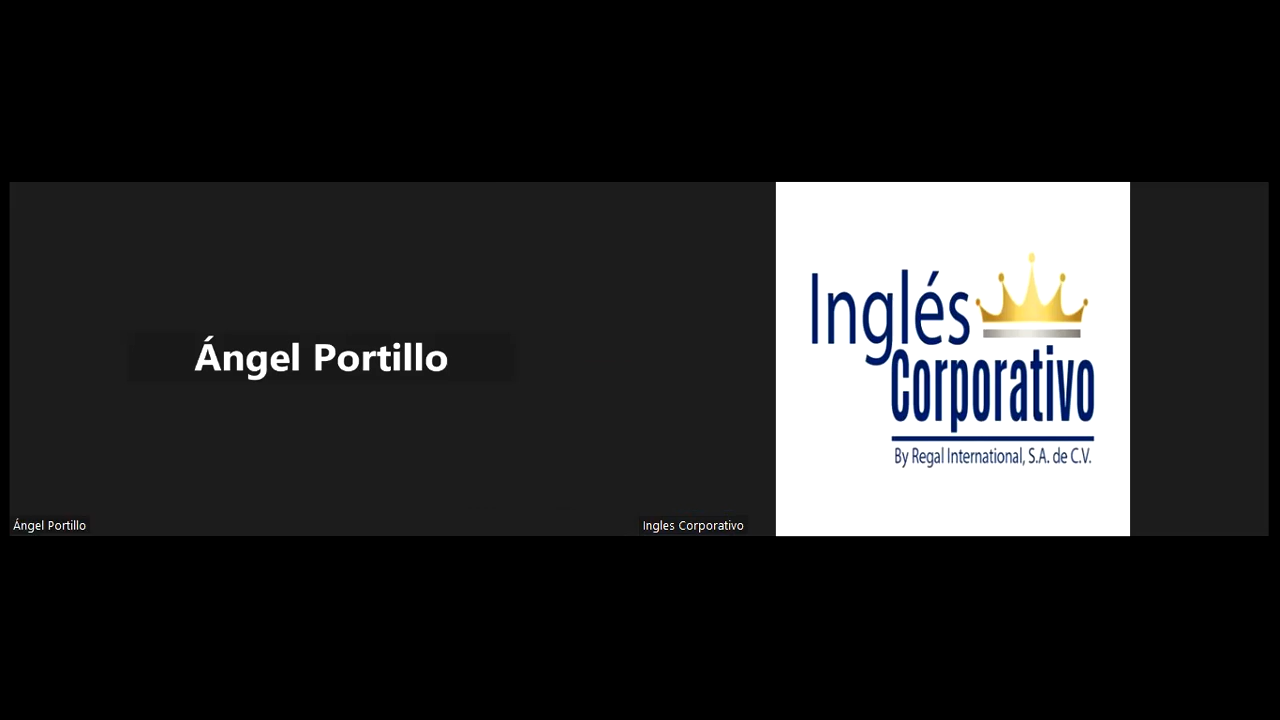 Ángel Portillo
Ángel Portillo
Inglés
Corporativo
By Regal International, S.A. de C.V.
Ingles Corporativo